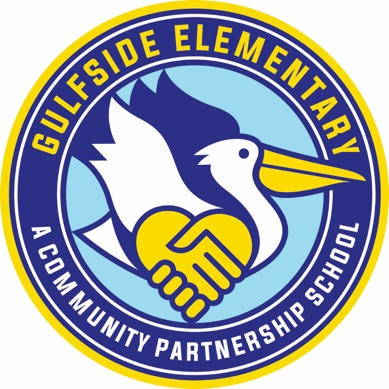 GULFSIDE ELEMENTARY
A COMMUNITY PARTNERSHIP SCHOOL